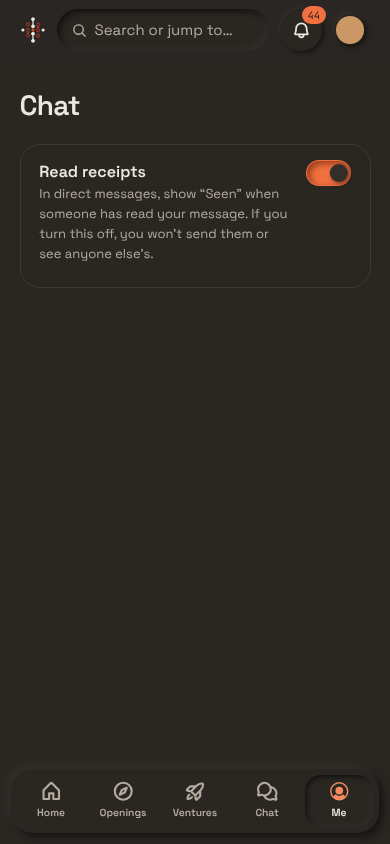 Search or jump to...
44
Chat
Read receipts
In direct messages, show “Seen” when
someone has read your message. If you
turn this off, you won’t send them or
see anyone else’s.
Home
Openings
Ventures
Chat
Me